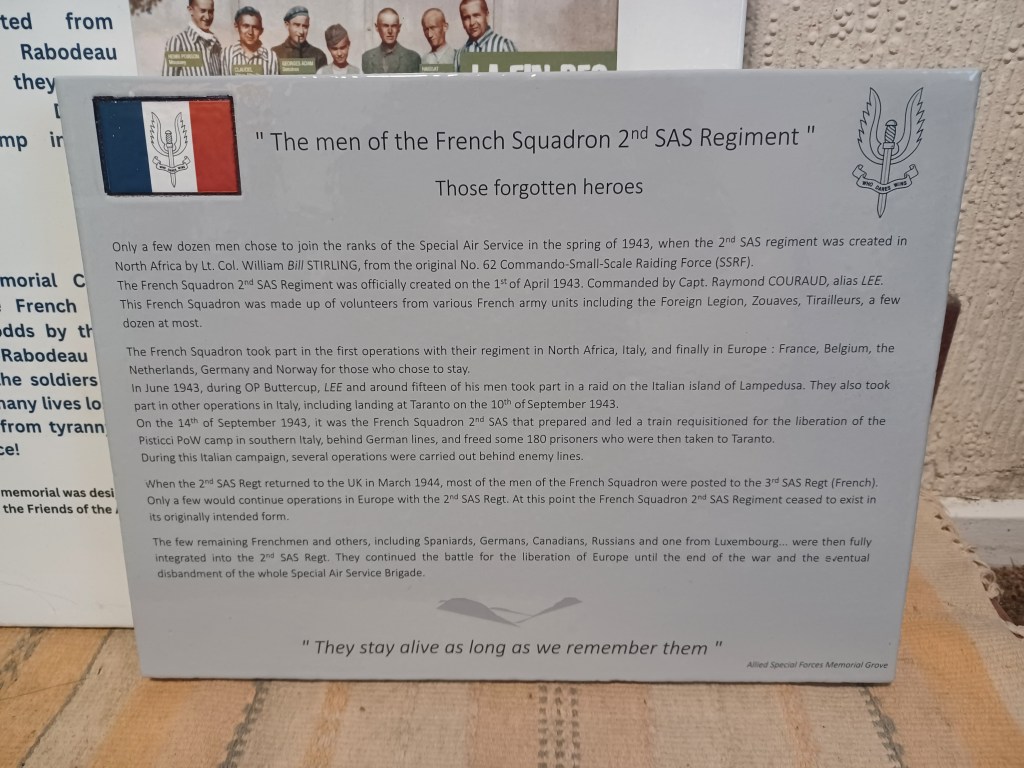 ted from
Rabodeau
they
mp in
morial C
French
odds by th
Rabodeau
he soldiers
many lives lo
from tyrann
ce!
memorial was desi
the Friends of the
LA FIN DES
WHO DARES WINS
" The men of the French Squadron 2nd SAS Regiment "
WHO DARES WINS
Those forgotten heroes
Only a few dozen men chose to join the ranks of the Special Air Service in the spring of 1943, when the 2nd SAS regiment was created in
North Africa by Lt. Col. William Bill STIRLING, from the original No. 62 Commando-Small-Scale Raiding Force (SSRF).
The French Squadron 2nd SAS Regiment was officially created on the 1st of April 1943. Commanded by Capt. Raymond COURAUD, alias LEE.
This French Squadron was made up of volunteers from various French army units including the Foreign Legion, Zouaves, Tirailleurs, a few
dozen at most.
The French Squadron took part in the first operations with their regiment in North Africa, Italy, and finally in Europe : France, Belgium, the
Netherlands, Germany and Norway for those who chose to stay.
In June 1943, during OP Buttercup, LEE and around fifteen of his men took part in a raid on the Italian island of Lampedusa. They also took
part in other operations in Italy, including landing at Taranto on the 10th of September 1943.
On the 14th of September 1943, it was the French Squadron 2nd SAS that prepared and led a train requisitioned for the liberation of the
Pisticci PoW camp in southern Italy, behind German lines, and freed some 180 prisoners who were then taken to Taranto.
During this Italian campaign, several operations were carried out behind enemy lines.
When the 2nd SAS Regt returned to the UK in March 1944, most of the men of the French Squadron were posted to the 3rd SAS Regt (French).
Only a few would continue operations in Europe with the 2nd SAS Regt. At this point the French Squadron 2nd SAS Regiment ceased to exist in
its originally intended form.
The few remaining Frenchmen and others, including Spaniards, Germans, Canadians, Russians and one from Luxembourg... were then fully
integrated into the 2nd SAS Regt. They continued the battle for the liberation of Europe until the end of the war and the eventual
disbandment of the whole Special Air Service Brigade.
" They stay alive as long as we remember them "
Allied Special Forces Memorial Grove